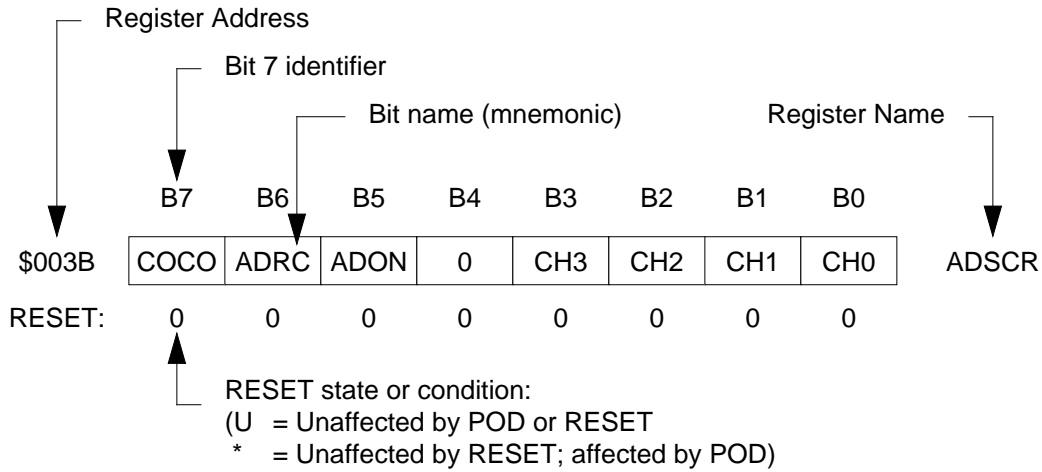 Register Address
Bit 7 identifier
Bit name (mnemonic) Register Name
B7 B6 B5 B4 B3 B2 B1 B0
$003B COCO ADRC ADON 0 CH3 CH2 CH1 CH0 ADSCR
RESET: 0 0 0 0 0 0 0 0
RESET state or condition:
(U = Unaffected by POD or RESET
* = Unaffected by RESET; affected by POD)